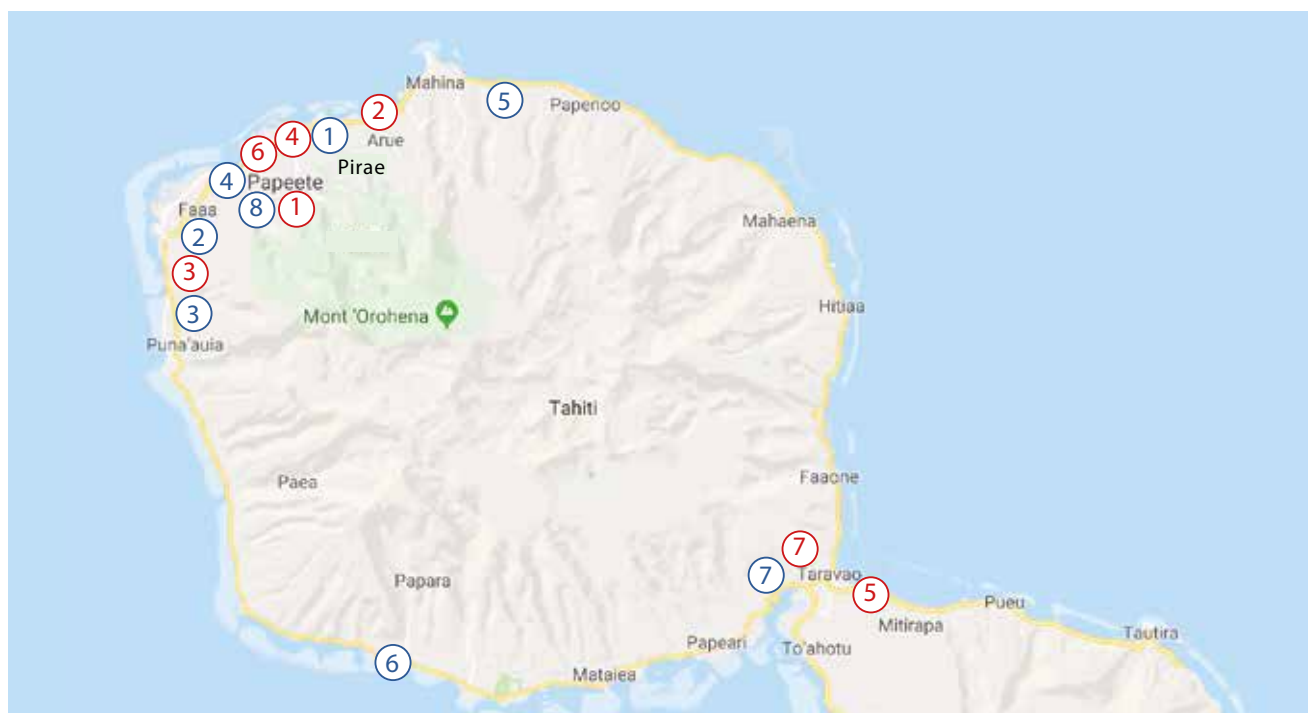 Mahina
5
Papenoo
2
4
1
Arue
6
Pirae
4
Papeete
Faaa
8
1
Mahaena
2
3
Hitiaa
3
Mont 'Orohena
Puna'auia
Tahiti
Paea
Faaone
7
7
Taravao
Papara
5
Pueu
Mitirapa
Tautira
Papeari
To'ahotu
6
Mataiea